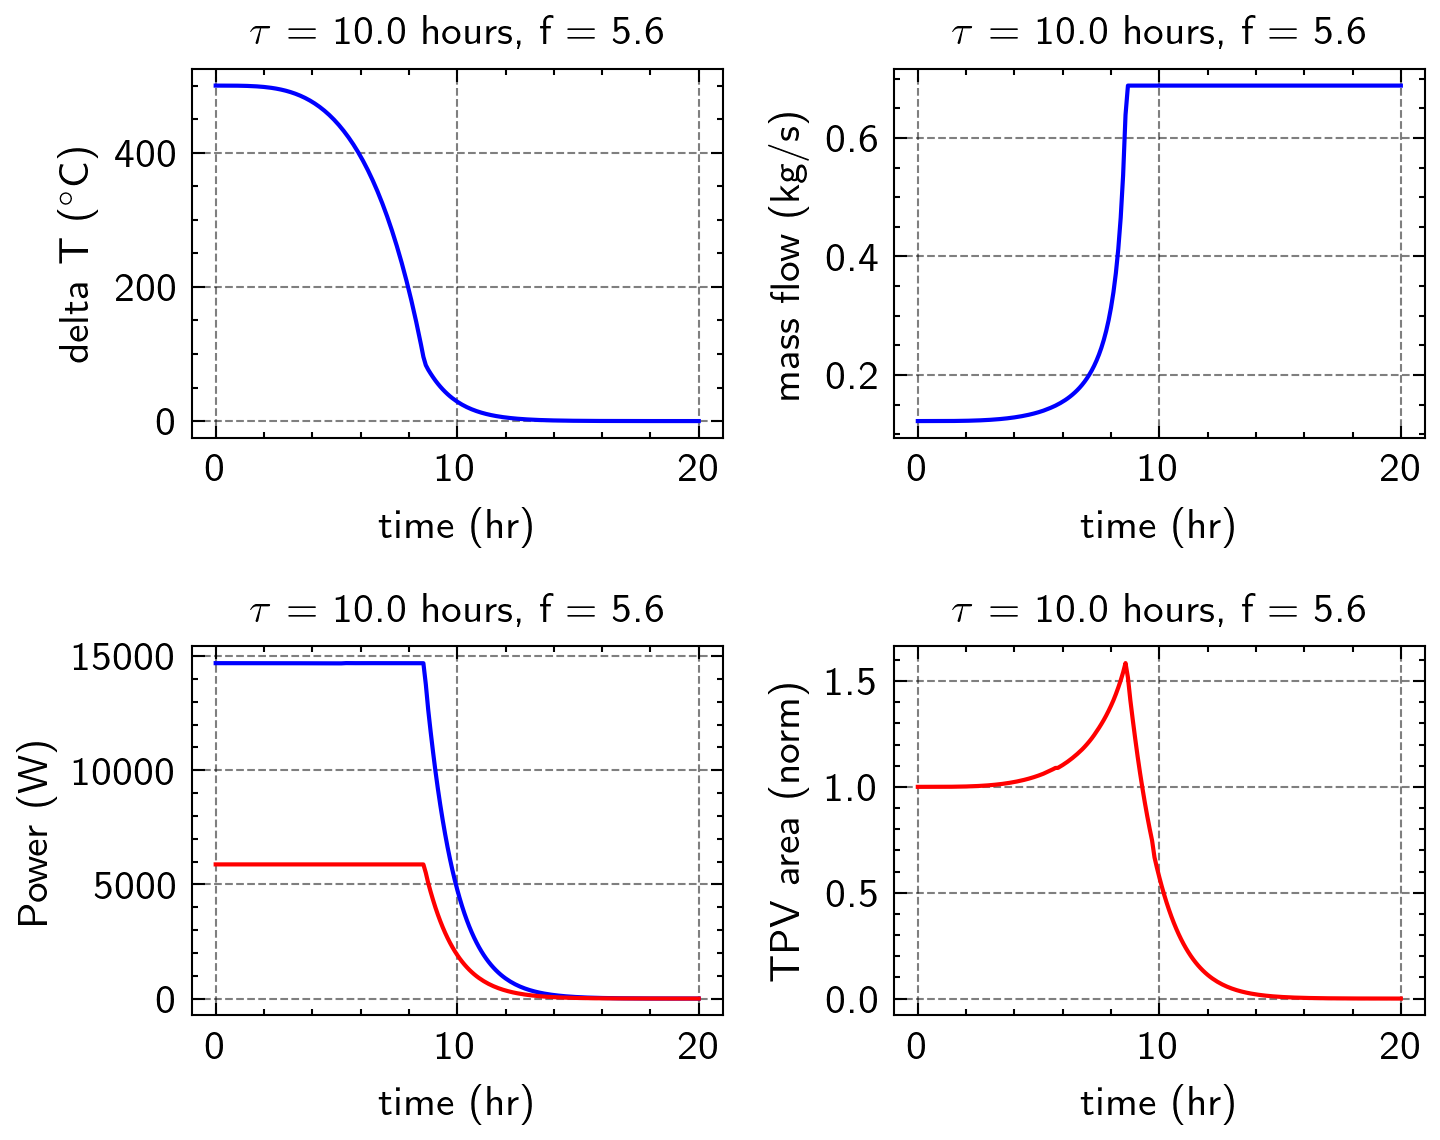 τ = 10.0 hours, f = 5.6
delta T (°C)
400
200
0
0 10 20
time (hr)
τ = 10.0 hours, f = 5.6
mass flow (kg/s)
0.6
0.4
0.2
0 10 20
time (hr)
τ = 10.0 hours, f = 5.6
Power (W)
15000
10000
5000
0
0 10 20
time (hr)
τ = 10.0 hours, f = 5.6
TPV area (norm)
1.5
1.0
0.5
0.0
0 10 20
time (hr)